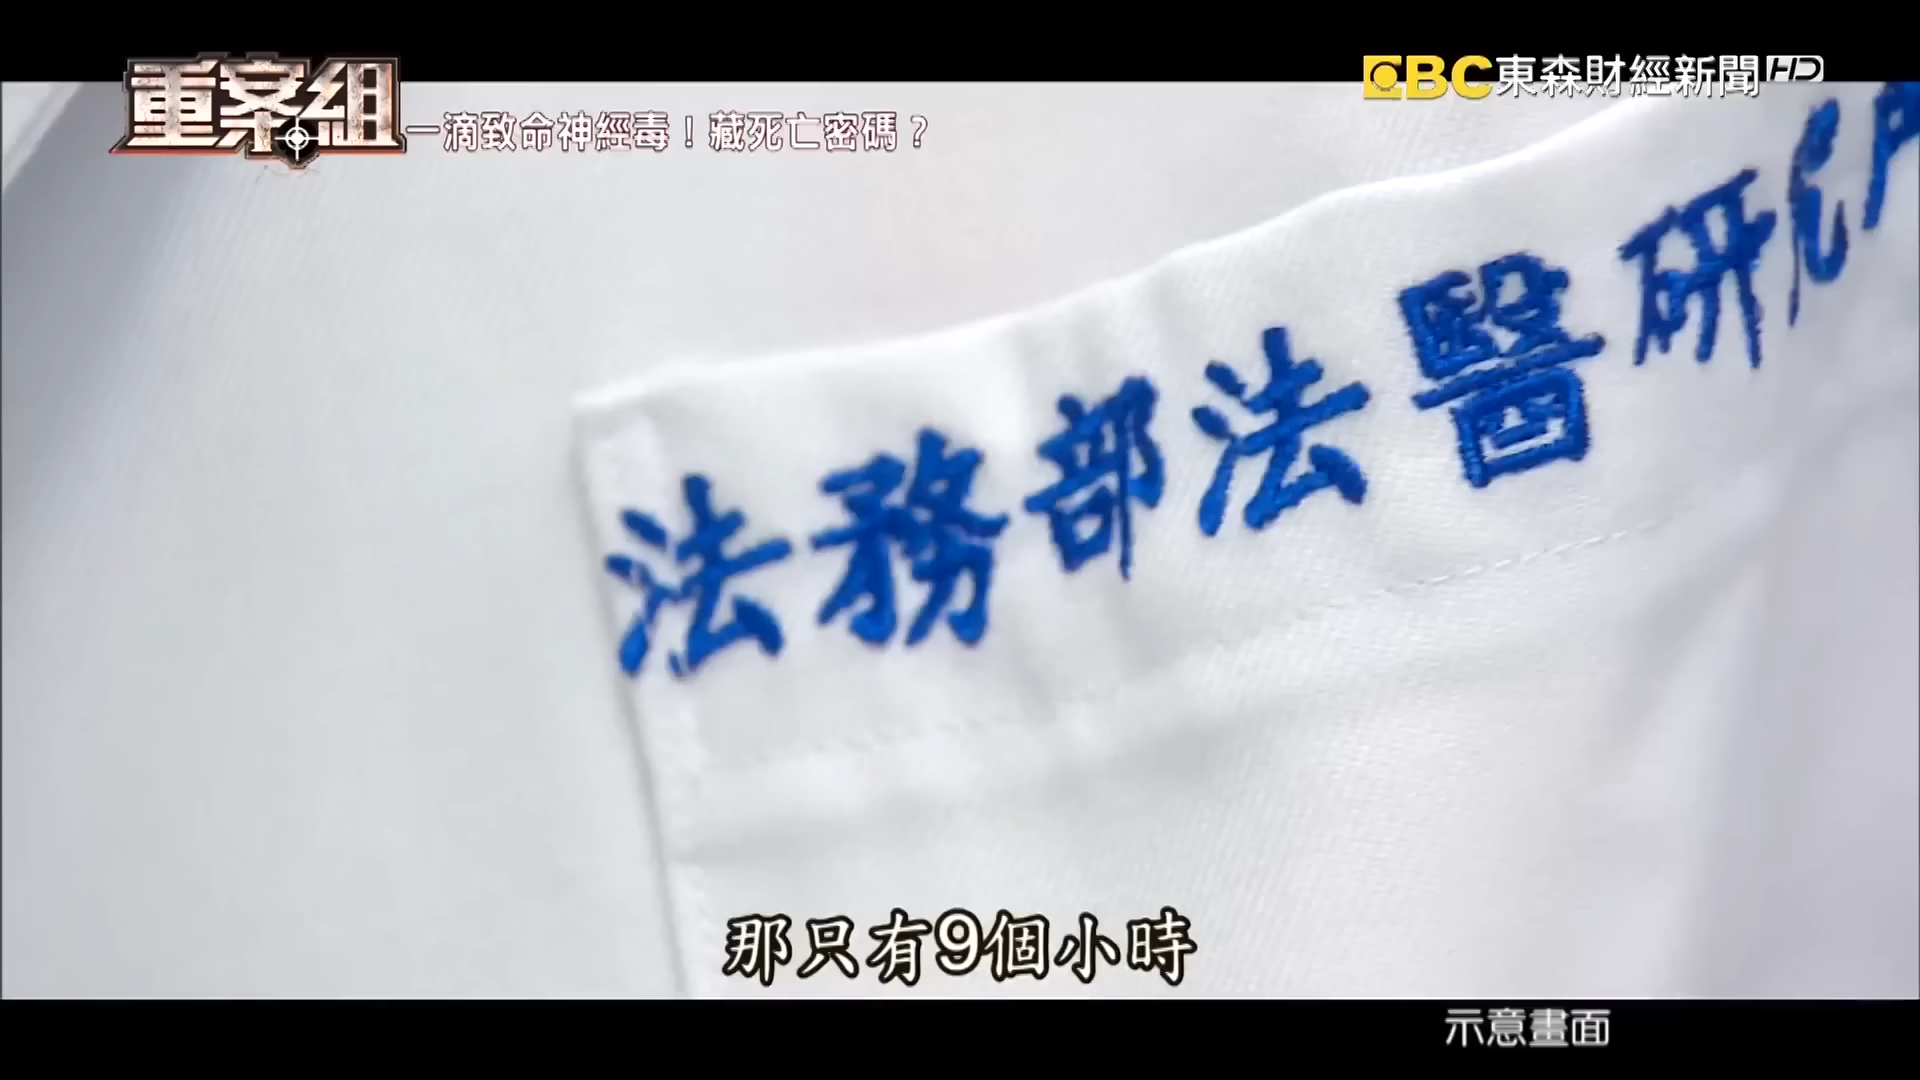 重案組
一滴致命神經毒！藏死亡密碼？
EBC東森財經新聞HD
法務部法醫研
那只有9個小時
示意畫面